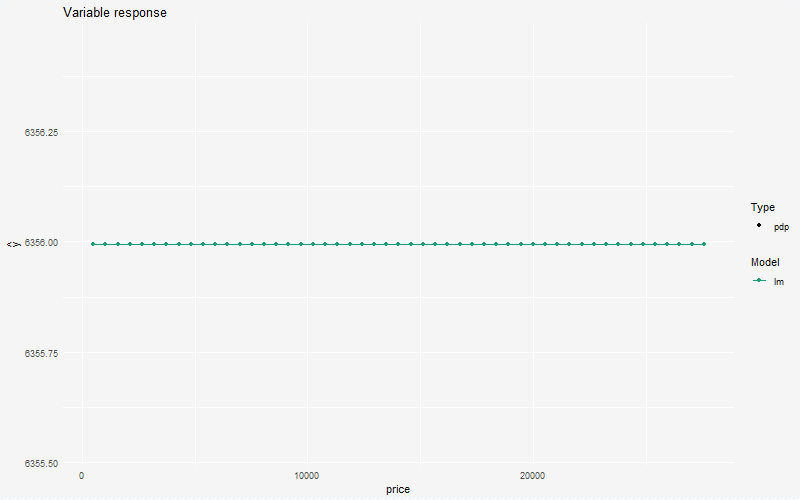 Variable response
6356.25
6356.00
6355.75
6355.50
ŷ
0
10000
20000
price
Type
pdp
Model
lm